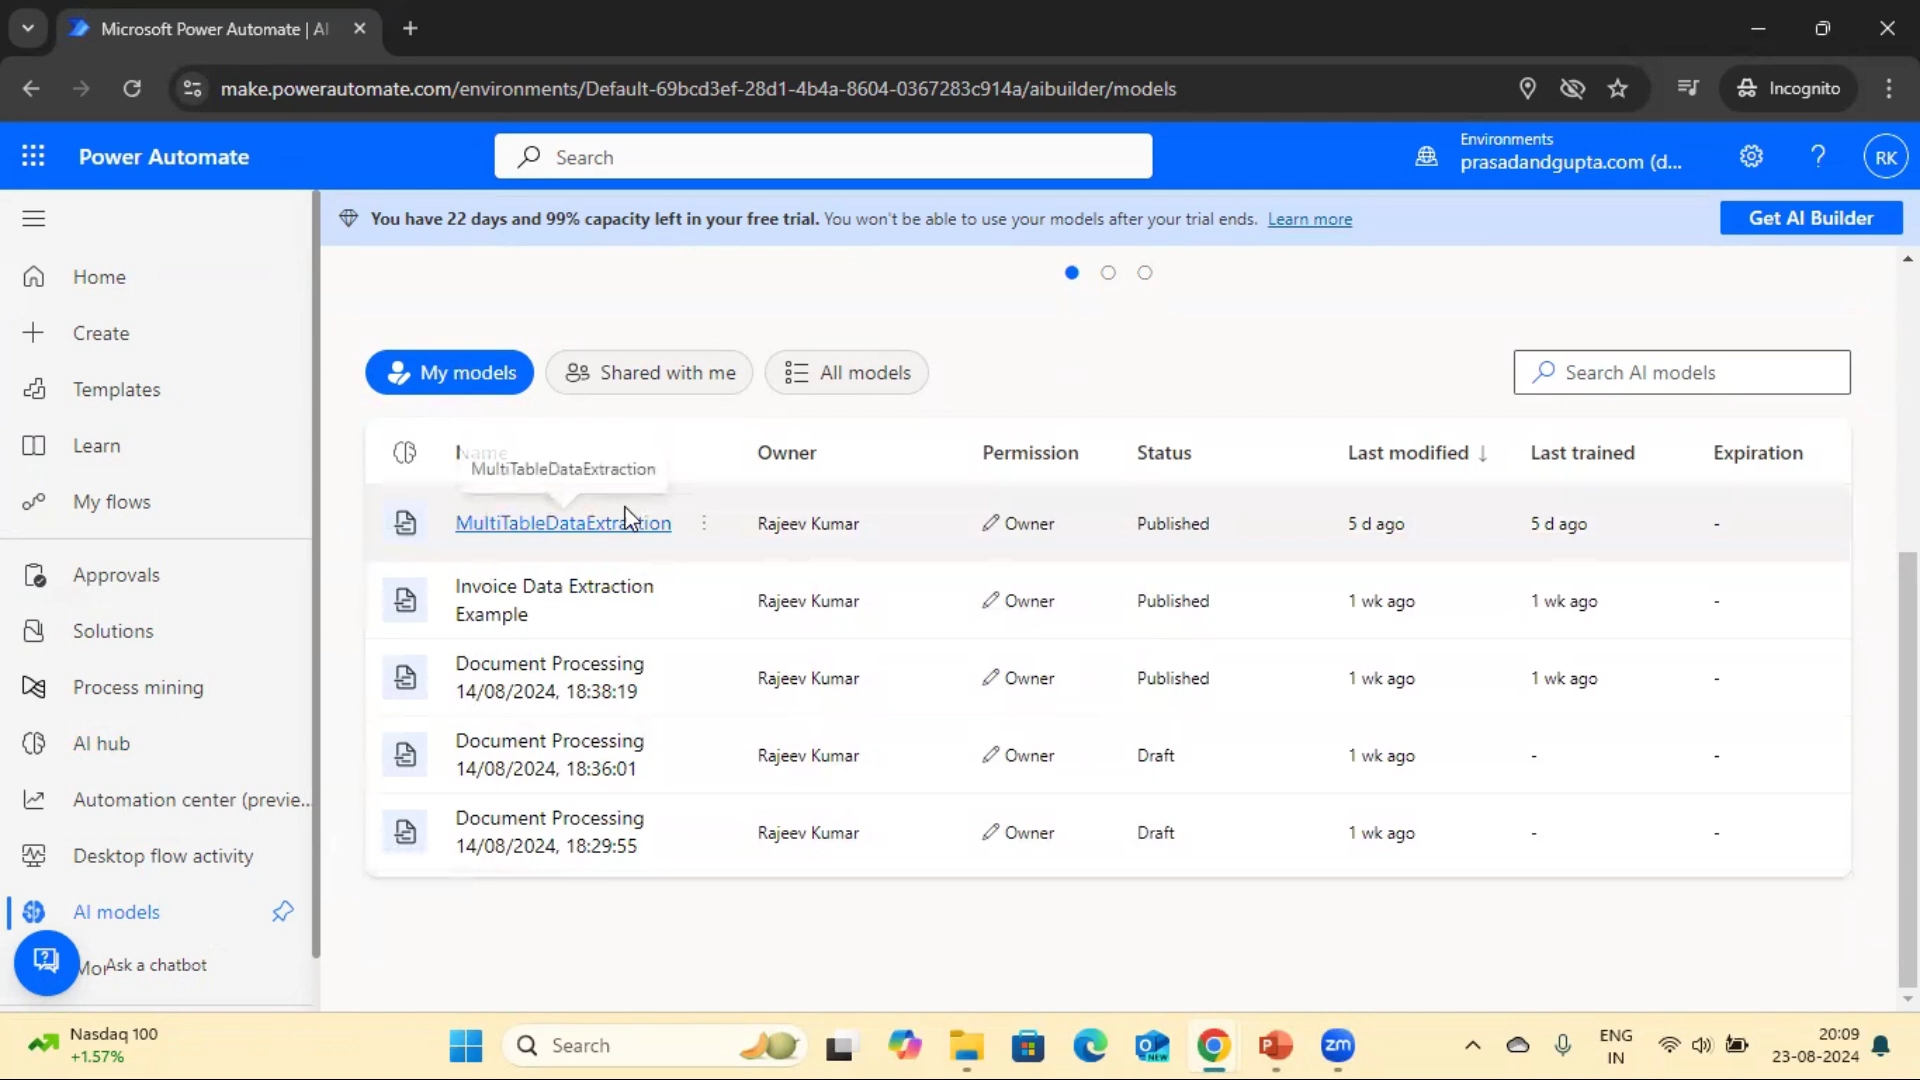 Microsoft Power Automate | AI
make.powerautomate.com/environments/Default-69bcd3ef-28d1-4b4a-8604-0367283c914a/aibuilder/models
Incognito
Power Automate
Search
Environments
prasadandgupta.com (d...
RK
You have 22 days and 99% capacity left in your free trial. You won't be able to use your models after your trial ends. Learn more
Get AI Builder
Home
Create
Templates
Learn
My flows
Approvals
Solutions
Process mining
AI hub
Automation center (previe...
Desktop flow activity
AI models
Ask a chatbot
My models
Shared with me
All models
Search AI models
Name
Owner
Permission
Status
Last modified ↓
Last trained
Expiration
MultiTableDataExtraction
MultiTableDataExtraction
Rajeev Kumar
Owner
Published
5 d ago
5 d ago
-
Invoice Data Extraction
Example
Rajeev Kumar
Owner
Published
1 wk ago
1 wk ago
-
Document Processing
14/08/2024, 18:38:19
Rajeev Kumar
Owner
Published
1 wk ago
1 wk ago
-
Document Processing
14/08/2024, 18:36:01
Rajeev Kumar
Owner
Draft
1 wk ago
-
-
Document Processing
14/08/2024, 18:29:55
Rajeev Kumar
Owner
Draft
1 wk ago
-
-
Nasdaq 100
+1.57%
Search
NEW
zm
ENG
IN
20:09
23-08-2024